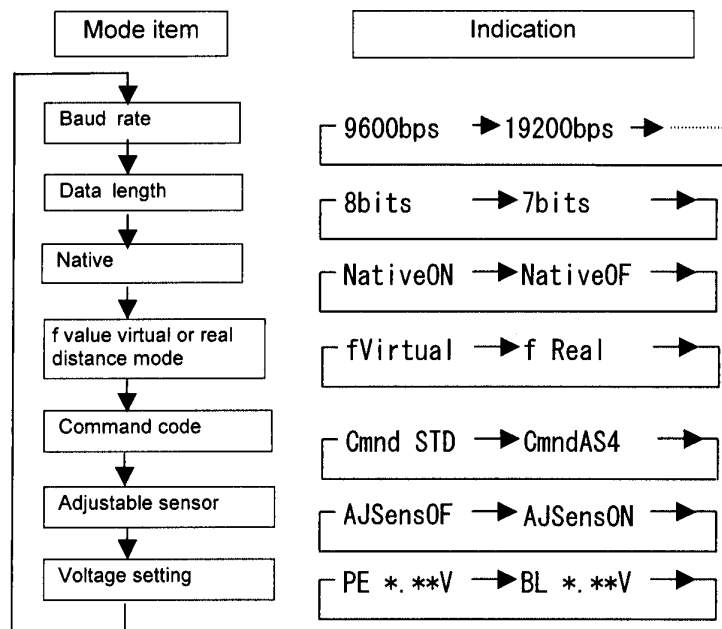 Mode item
Indication
Baud rate
9600bps 19200bps
Data length
8bits 7bits
Native
NativeON NativeOF
f value virtual or real
distance mode
fVirtual f Real
Command code
Cmnd STD CmndAS4
Adjustable sensor
AJSensOF AJSensON
Voltage setting
PE *.**V BL *.**V